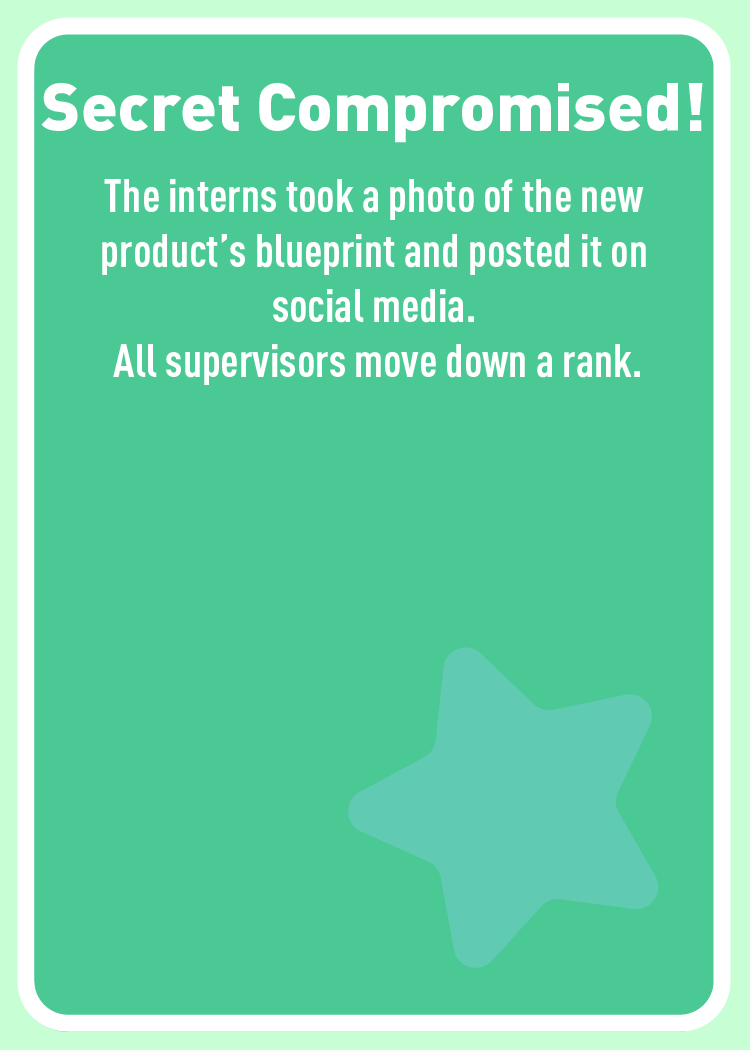 Secret Compromised!
The interns took a photo of the new
product’s blueprint and posted it on
social media.
All supervisors move down a rank.